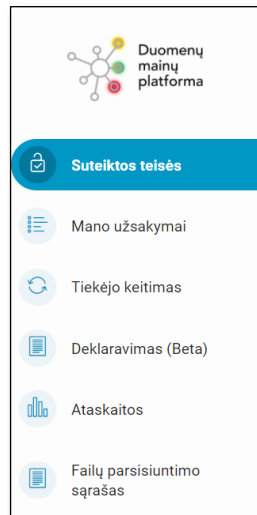 Duomenų
mainų
platforma
Suteiktos teisės
Mano užsakymai
Tiekėjo keitimas
Deklaravimas (Beta)
Ataskaitos
Failų parsisiuntimo
sąrašas